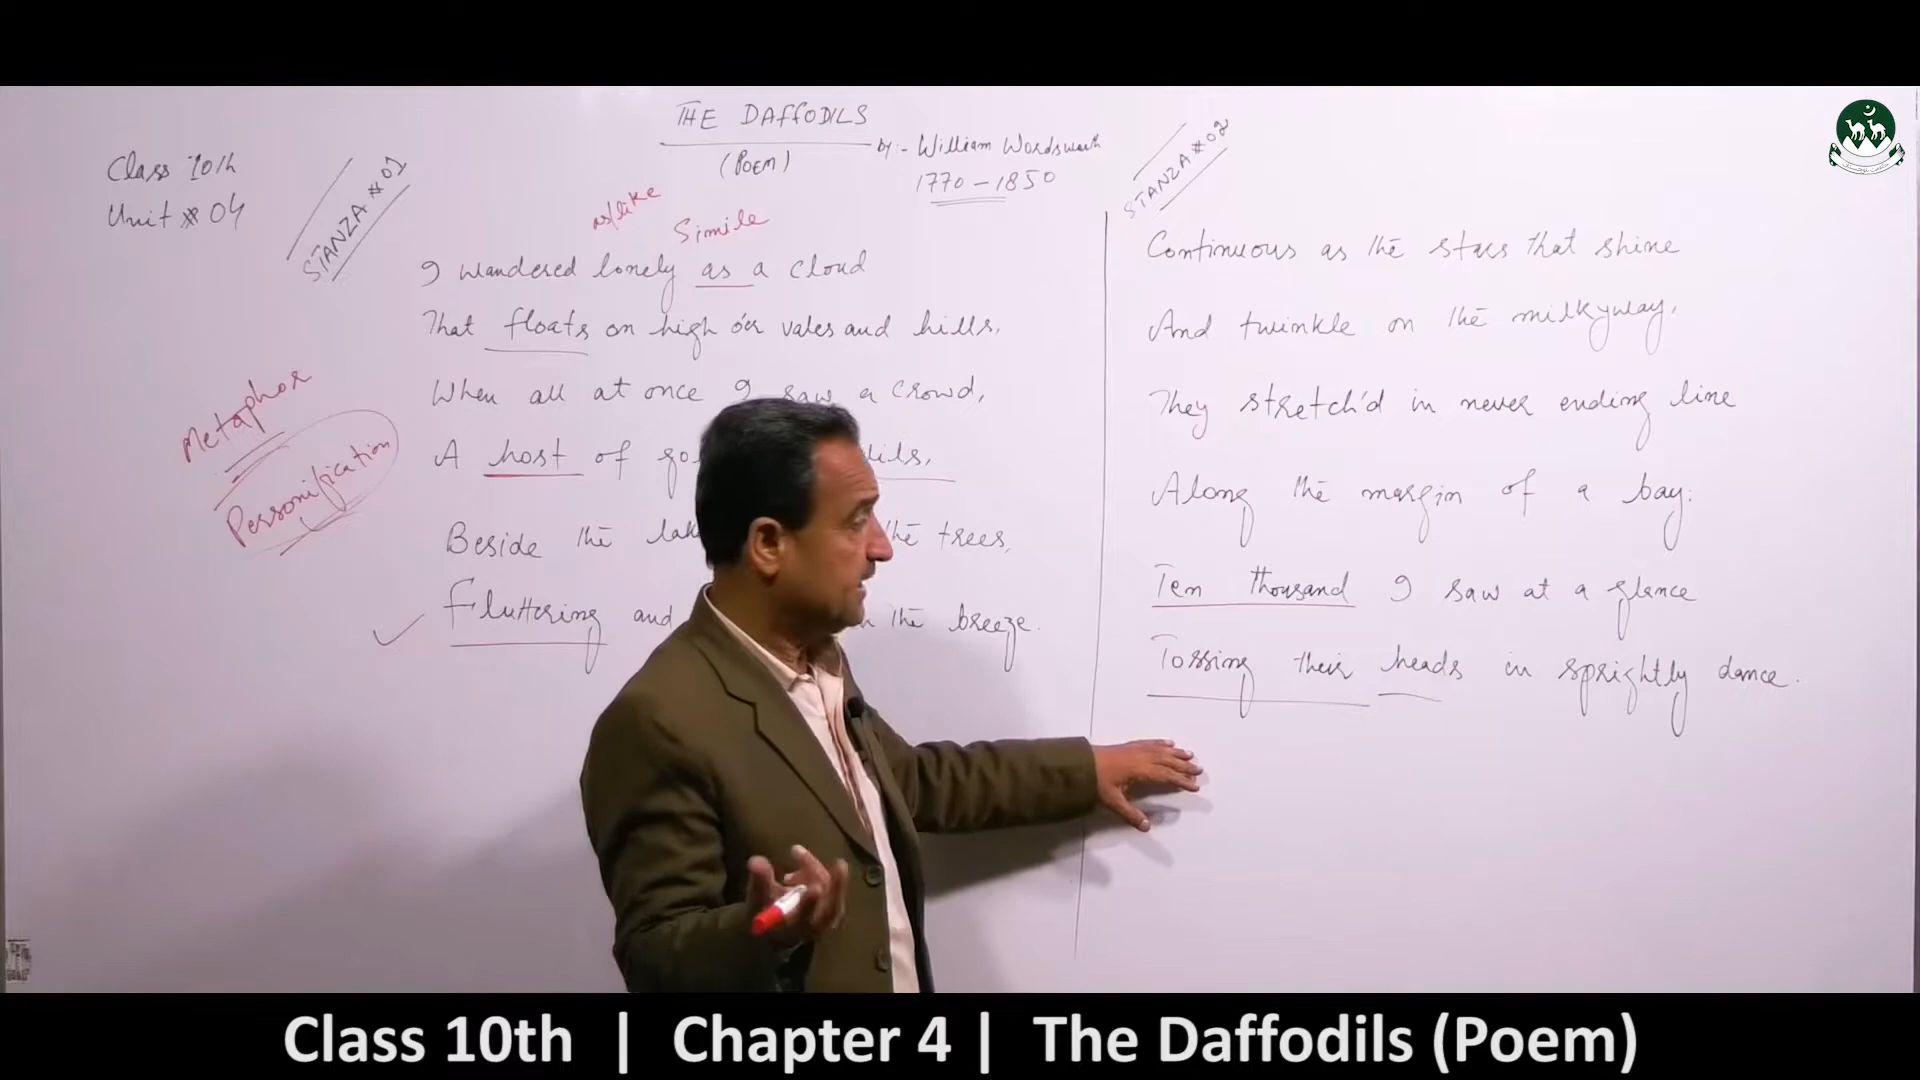 THE DAFFODILS
(POEM)
by:- William Wordsworth
1770-1850
Class 10th
Unit # 04
STANZA # 01
as/like
Simile
I wandered lonely as a cloud
That floats on high o'er vales and hills,
When all at once I saw a crowd,
A host of go dils,
Beside the lak the trees,
Fluttering and n the breeze.
Metaphor
Personification
STANZA # 02
Continuous as the stars that shine
And twinkle on the milkyway,
They stretch'd in never ending line
Along the margin of a bay:
Ten thousand I saw at a glance
Tossing their heads in sprightly dance.
Class 10th | Chapter 4 | The Daffodils (Poem)